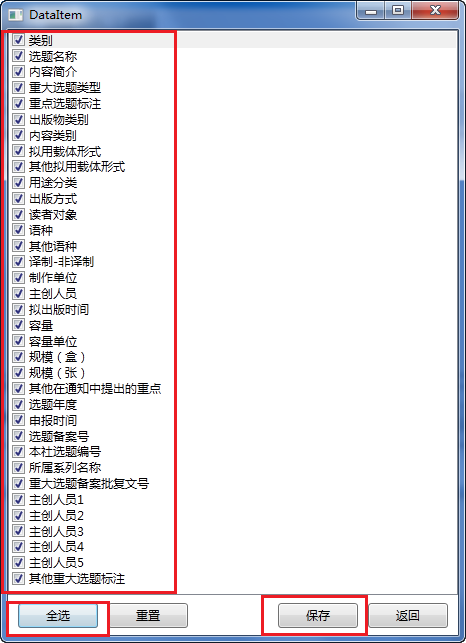 DataItem
类别
选题名称
内容简介
重大选题类型
重点选题标注
出版物类别
内容类别
拟用载体形式
其他拟用载体形式
用途分类
出版方式
读者对象
语种
其他语种
译制-非译制
制作单位
主创人员
拟出版时间
容量
容量单位
规模（盒）
规模（张）
其他在通知中提出的重点
选题年度
申报时间
选题备案号
本社选题编号
所属系列名称
重大选题备案批复文号
主创人员1
主创人员2
主创人员3
主创人员4
主创人员5
其他重大选题标注
全选 重置 保存 返回